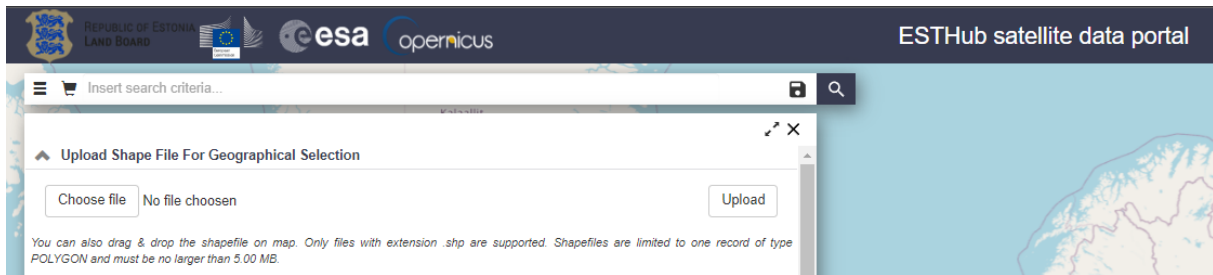 REPUBLIC OF ESTONIA
LAND BOARD
European
Commission
esa
opernicus
ESTHub satellite data portal
Insert search criteria...
Kalaallit
Upload Shape File For Geographical Selection
Choose file No file choosen
Upload
You can also drag & drop the shapefile on map. Only files with extension .shp are supported. Shapefiles are limited to one record of type
POLYGON and must be no larger than 5.00 MB.